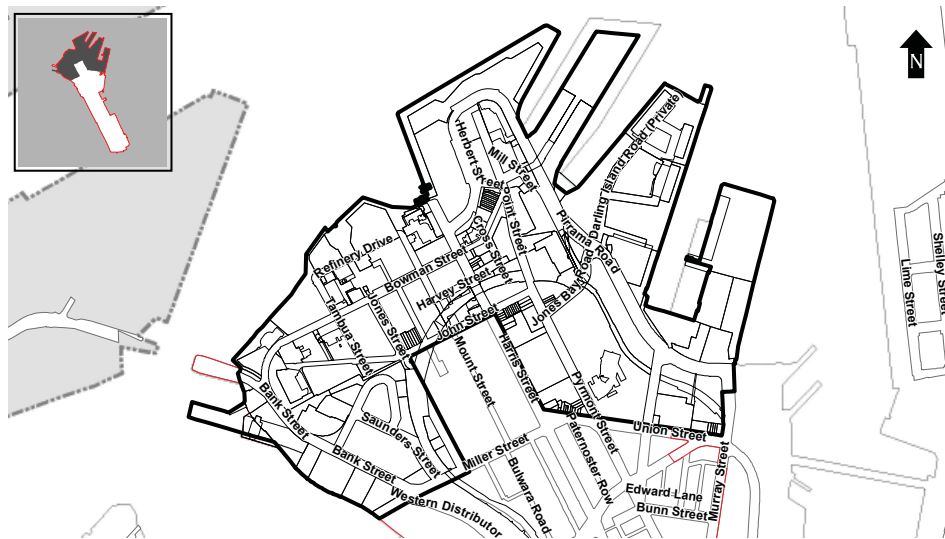 N
Herbert Street
Mill Street
Point Street
Cross Street
Pirrama Road
Darling Island Road (Private)
Jones Bay Road
Refinery Drive
Bowman Street
Harvey Street
John Street
Jones Street
Tambua Street
Mount Street
Harris Street
Pyrmont Street
Paternoster Row
Union Street
Murray Street
Edward Lane
Bunn Street
Bank Street
Saunders Street
Bank Street
Miller Street
Bulwara Road
Western Distributor
Lime Street
Shelley Street